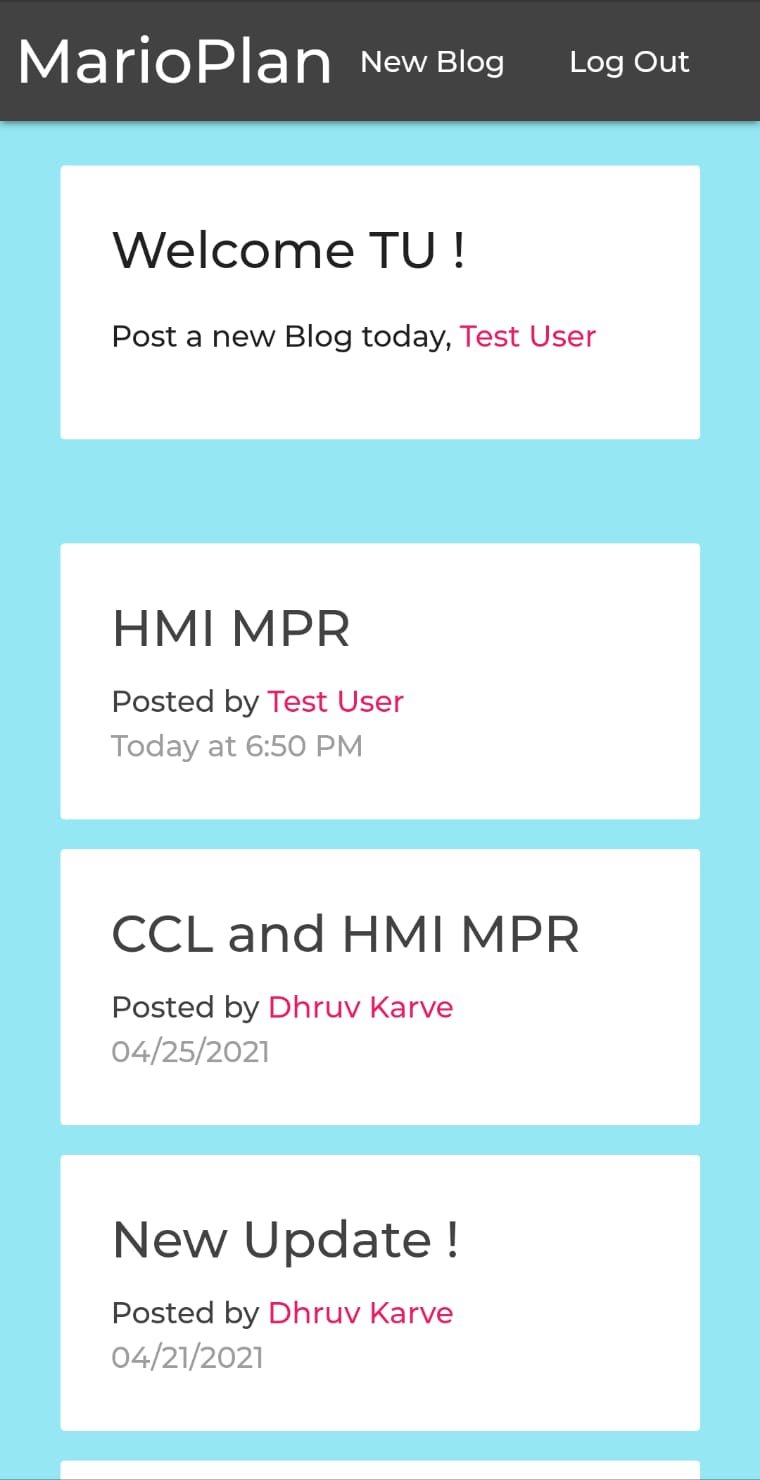 MarioPlan New Blog Log Out
Welcome TU !
Post a new Blog today, Test User
HMI MPR
Posted by Test User
Today at 6:50 PM
CCL and HMI MPR
Posted by Dhruv Karve
04/25/2021
New Update !
Posted by Dhruv Karve
04/21/2021